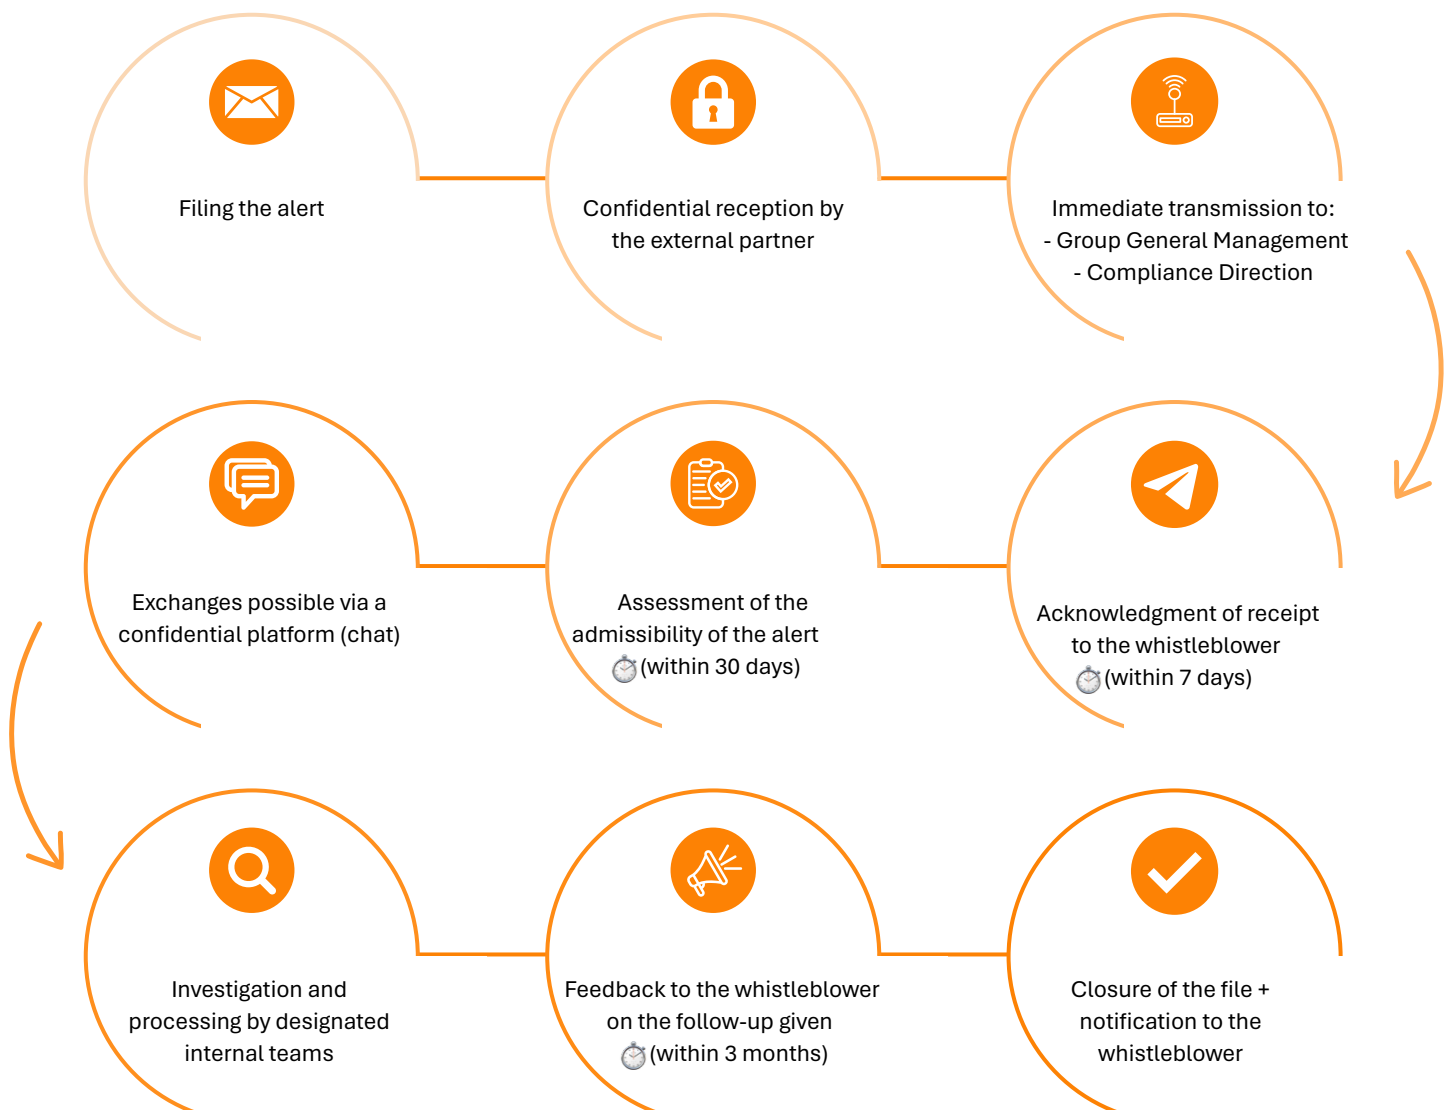 Filing the alert
Confidential reception by
the external partner
Immediate transmission to:
- Group General Management
- Compliance Direction
Acknowledgment of receipt
to the whistleblower
(within 7 days)
Assessment of the
admissibility of the alert
(within 30 days)
Exchanges possible via a
confidential platform (chat)
Investigation and
processing by designated
internal teams
Feedback to the whistleblower
on the follow-up given
(within 3 months)
Closure of the file +
notification to the
whistleblower